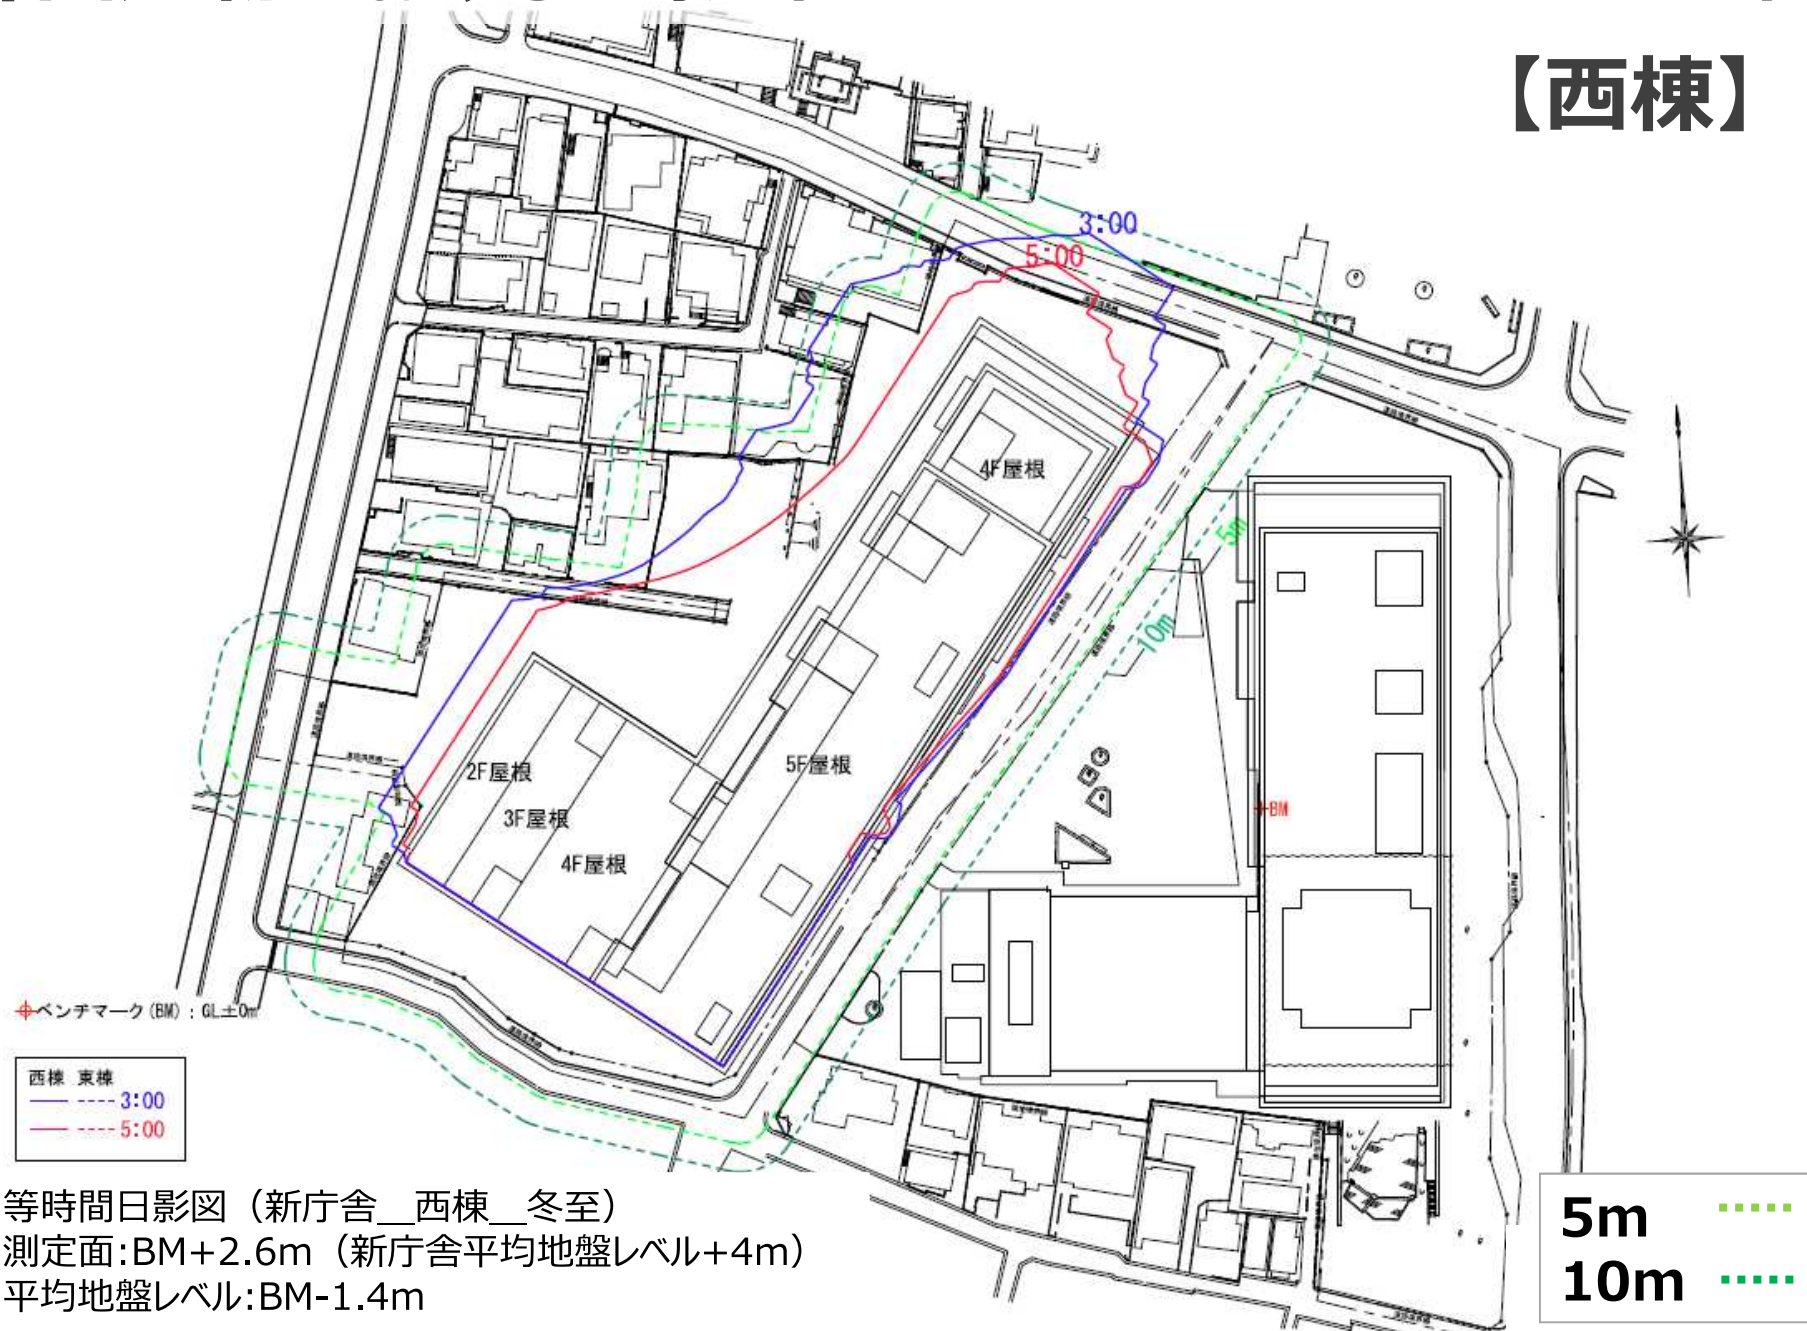 【西棟】
3:00
5:00
4F屋根
5m
10m
5F屋根
2F屋根
3F屋根
4F屋根
BM
ベンチマーク(BM):GL±0m
西棟 東棟
3:00
5:00
等時間日影図（新庁舎__西棟__冬至）
測定面:BM+2.6m（新庁舎平均地盤レベル+4m）
平均地盤レベル:BM-1.4m
5m
10m